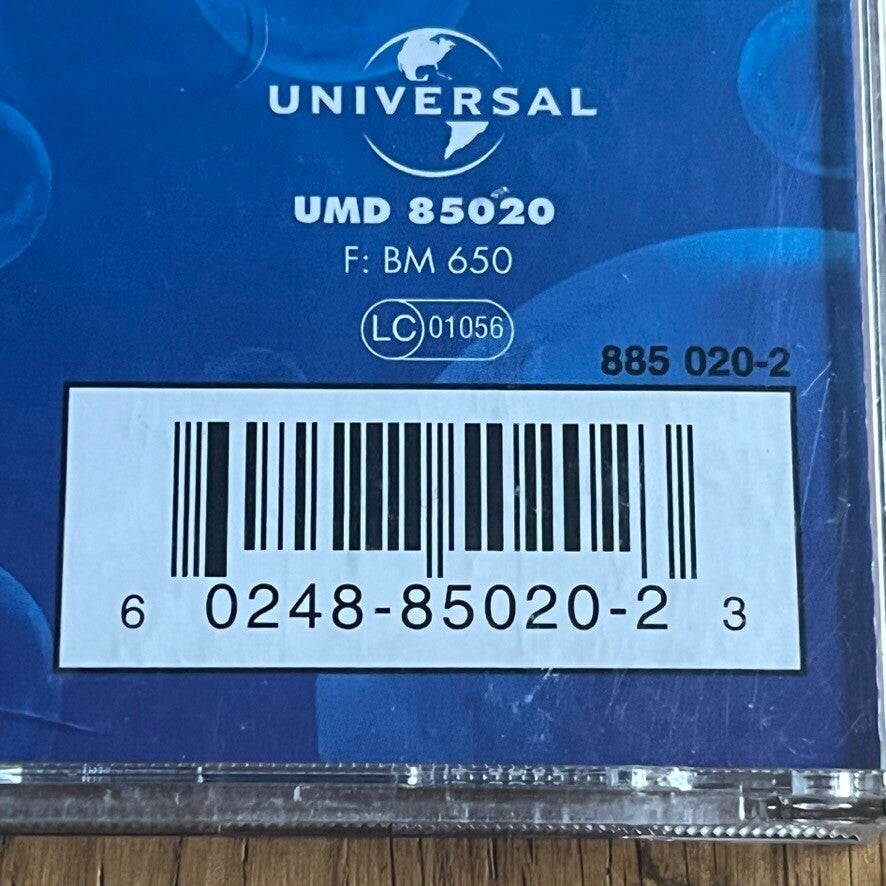 UNIVERSAL
UMD 85020
F: BM 650
LC 01056
885 020-2
6 0248-85020-2 3